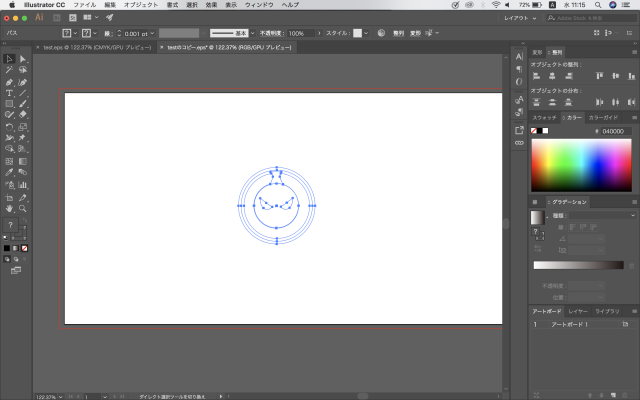 Illustrator CC ファイル 編集 オブジェクト 書式 選択 効果 表示 ウィンドウ ヘルプ 72% 水 11:15
Ai レイアウト Adobe Stock を検索
パス 線： 0.001 pt 基本 不透明度： 100% スタイル： 整列 変形
test.eps @ 122.37% (CMYK/GPU プレビュー) testのコピー.eps* @ 122.37% (RGB/GPU プレビュー)
変形 整列
オブジェクトの整列：
オブジェクトの分布：
スウォッチ カラー カラーガイド
# 040000
グラデーション
種類：
線：
不透明度：
位置：
アートボード レイヤー ライブラリ
1 アートボード 1
122.37% 1 ダイレクト選択ツールを切り換え